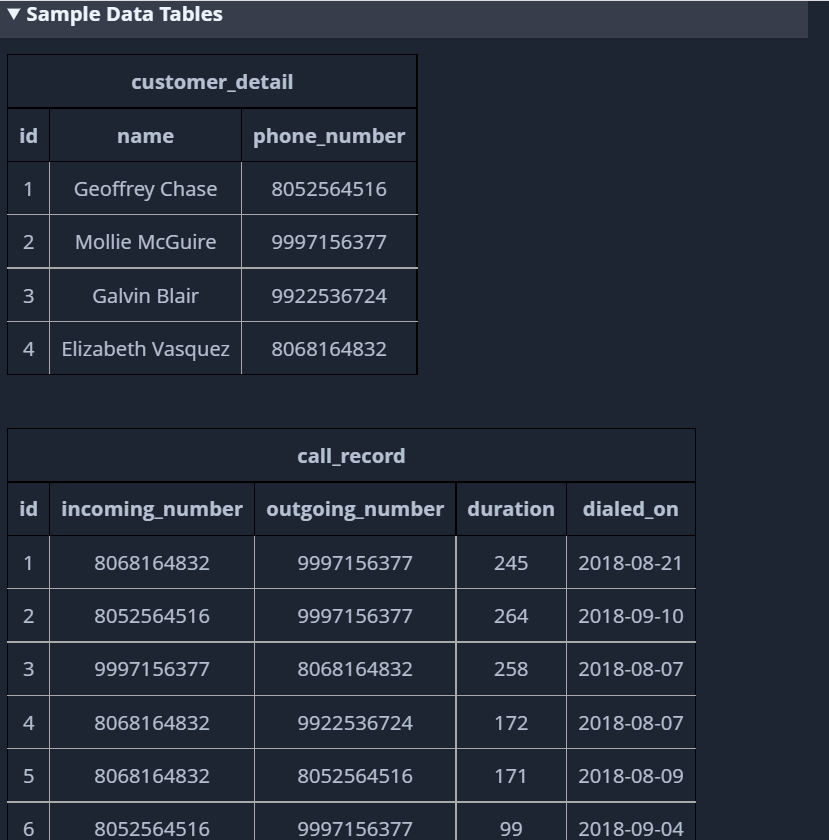 ▼ Sample Data Tables
customer_detail
id name phone_number
1 Geoffrey Chase 8052564516
2 Mollie McGuire 9997156377
3 Galvin Blair 9922536724
4 Elizabeth Vasquez 8068164832
call_record
id incoming_number outgoing_number duration dialed_on
1 8068164832 9997156377 245 2018-08-21
2 8052564516 9997156377 264 2018-09-10
3 9997156377 8068164832 258 2018-08-07
4 8068164832 9922536724 172 2018-08-07
5 8068164832 8052564516 171 2018-08-09
6 8052564516 9997156377 99 2018-09-04